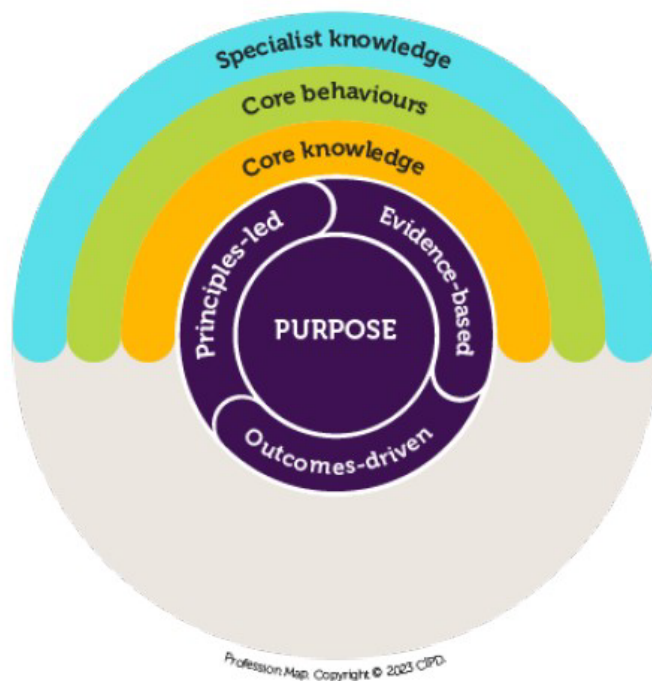 Specialist knowledge
Core behaviours
Core knowledge
Principles-led
Evidence-based
PURPOSE
Outcomes-driven
Profession Map. Copyright © 2023 CIPD.